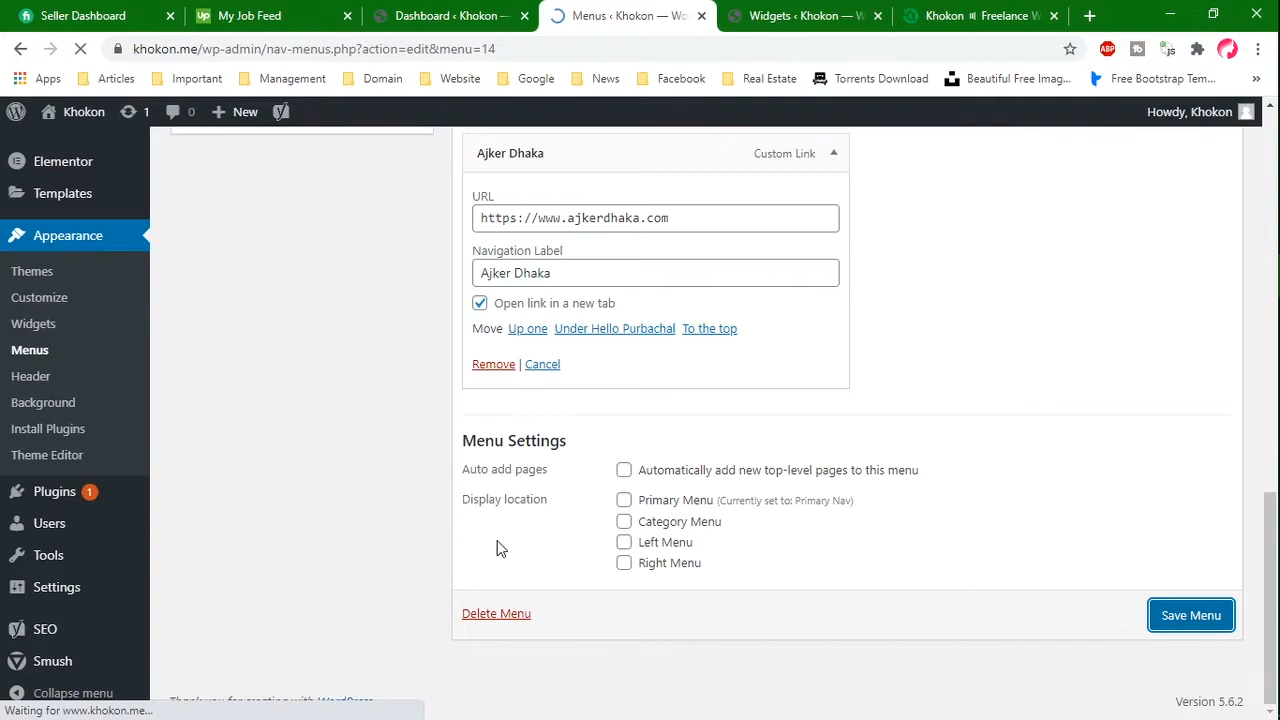 Seller Dashboard
My Job Feed
Dashboard ‹ Khokon —
Menus ‹ Khokon — Wo
Widgets ‹ Khokon — W
Khokon Freelance W
khokon.me/wp-admin/nav-menus.php?action=edit&menu=14
Apps
Articles
Important
Management
Domain
Website
Google
News
Facebook
Real Estate
Torrents Download
Beautiful Free Imag...
Free Bootstrap Tem...
Khokon
1
0
New
Howdy, Khokon
Elementor
Templates
Appearance
Themes
Customize
Widgets
Menus
Header
Background
Install Plugins
Theme Editor
Plugins 1
Users
Tools
Settings
SEO
Smush
Collapse menu
Ajker Dhaka
Custom Link
URL
https://www.ajkerdhaka.com
Navigation Label
Ajker Dhaka
Open link in a new tab
Move Up one Under Hello Purbachal To the top
Remove | Cancel
Menu Settings
Auto add pages
Automatically add new top-level pages to this menu
Display location
Primary Menu (Currently set to: Primary Nav)
Category Menu
Left Menu
Right Menu
Delete Menu
Save Menu
Thank you for creating with WordPress.
Version 5.6.2
Waiting for www.khokon.me...